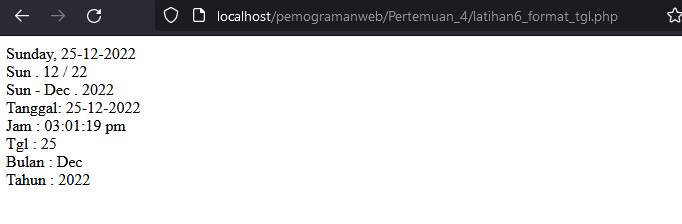 localhost/pemogramanweb/Pertemuan_4/latihan6_format_tgl.php
Sunday, 25-12-2022
Sun . 12 / 22
Sun - Dec . 2022
Tanggal: 25-12-2022
Jam : 03:01:19 pm
Tgl : 25
Bulan : Dec
Tahun : 2022